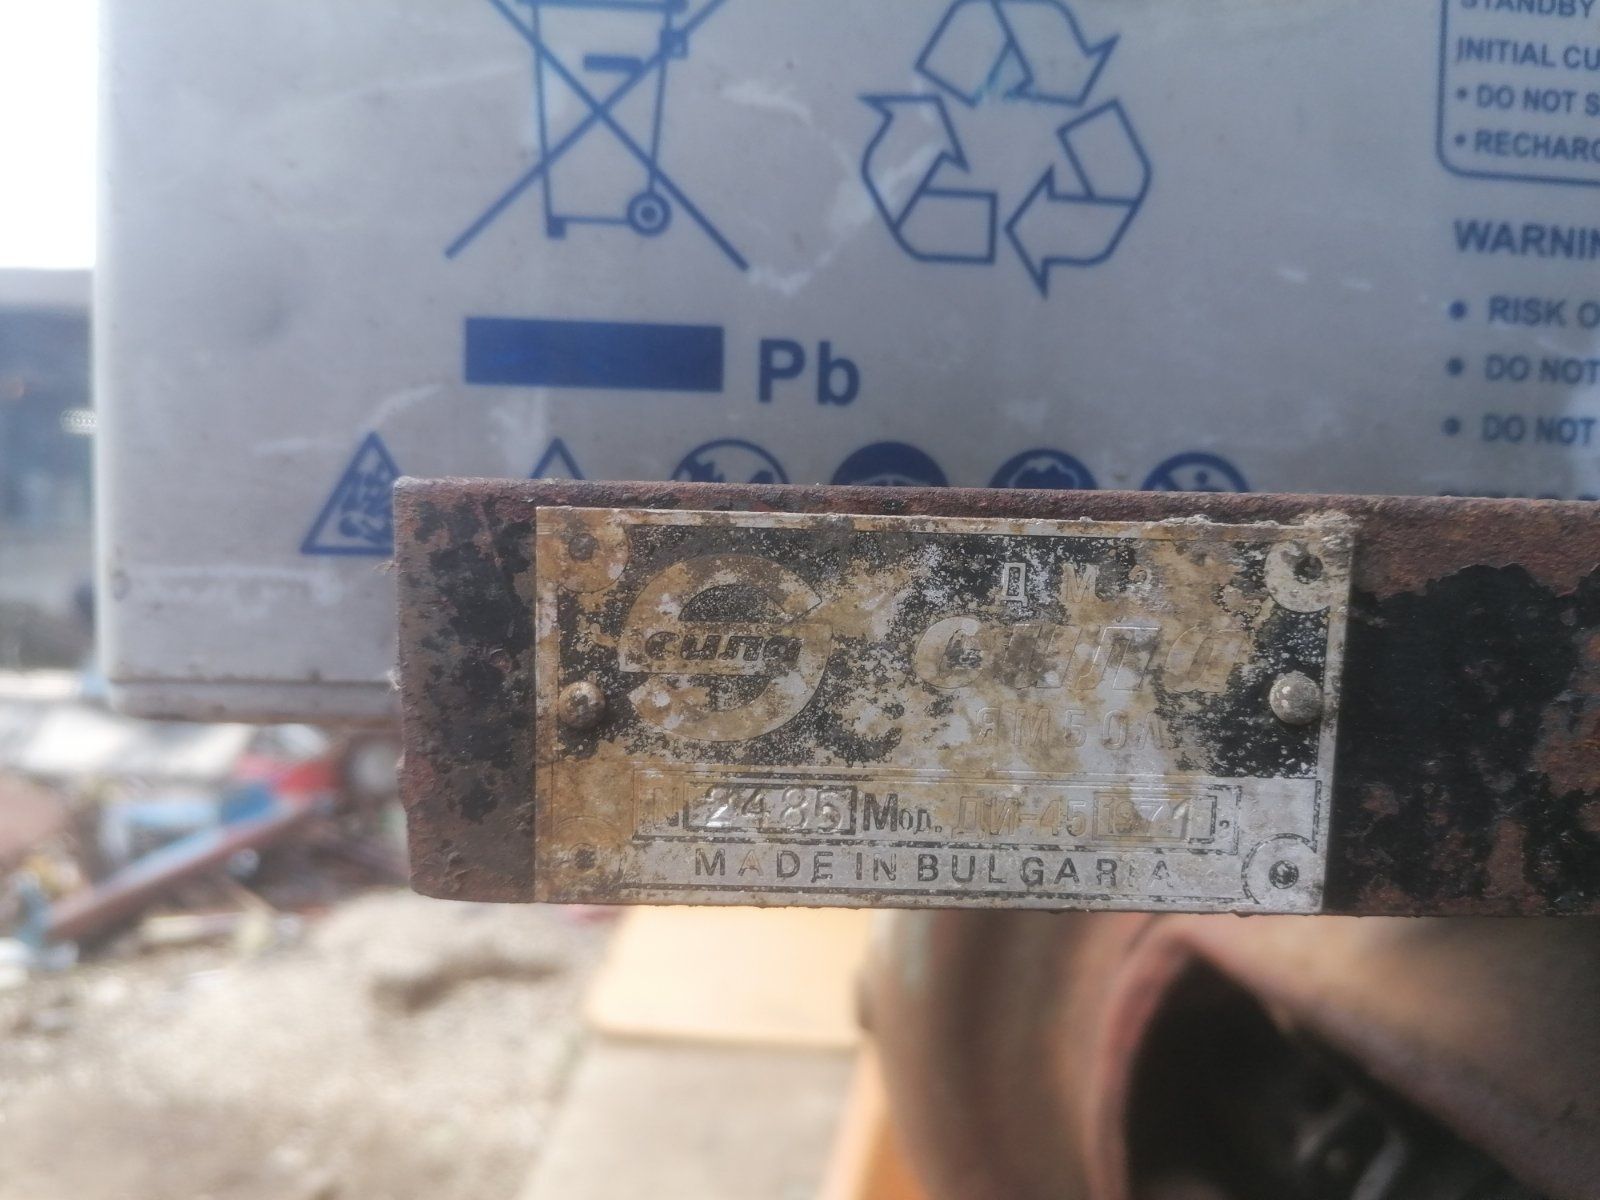 STANDBY
INITIAL CU
• DO NOT S
• RECHARG
WARNIN
• RISK O
• DO NOT
• DO NOT
Pb
ДМЗ
сила
сила
ЯМБОЛ
N 2485 Мод. ДИ-45 1971 г.
MADE IN BULGARIA